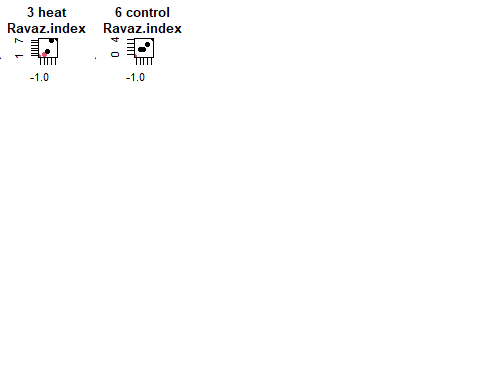 3 heat
Ravaz.index
1 7
-1.0
6 control
Ravaz.index
0 4
-1.0